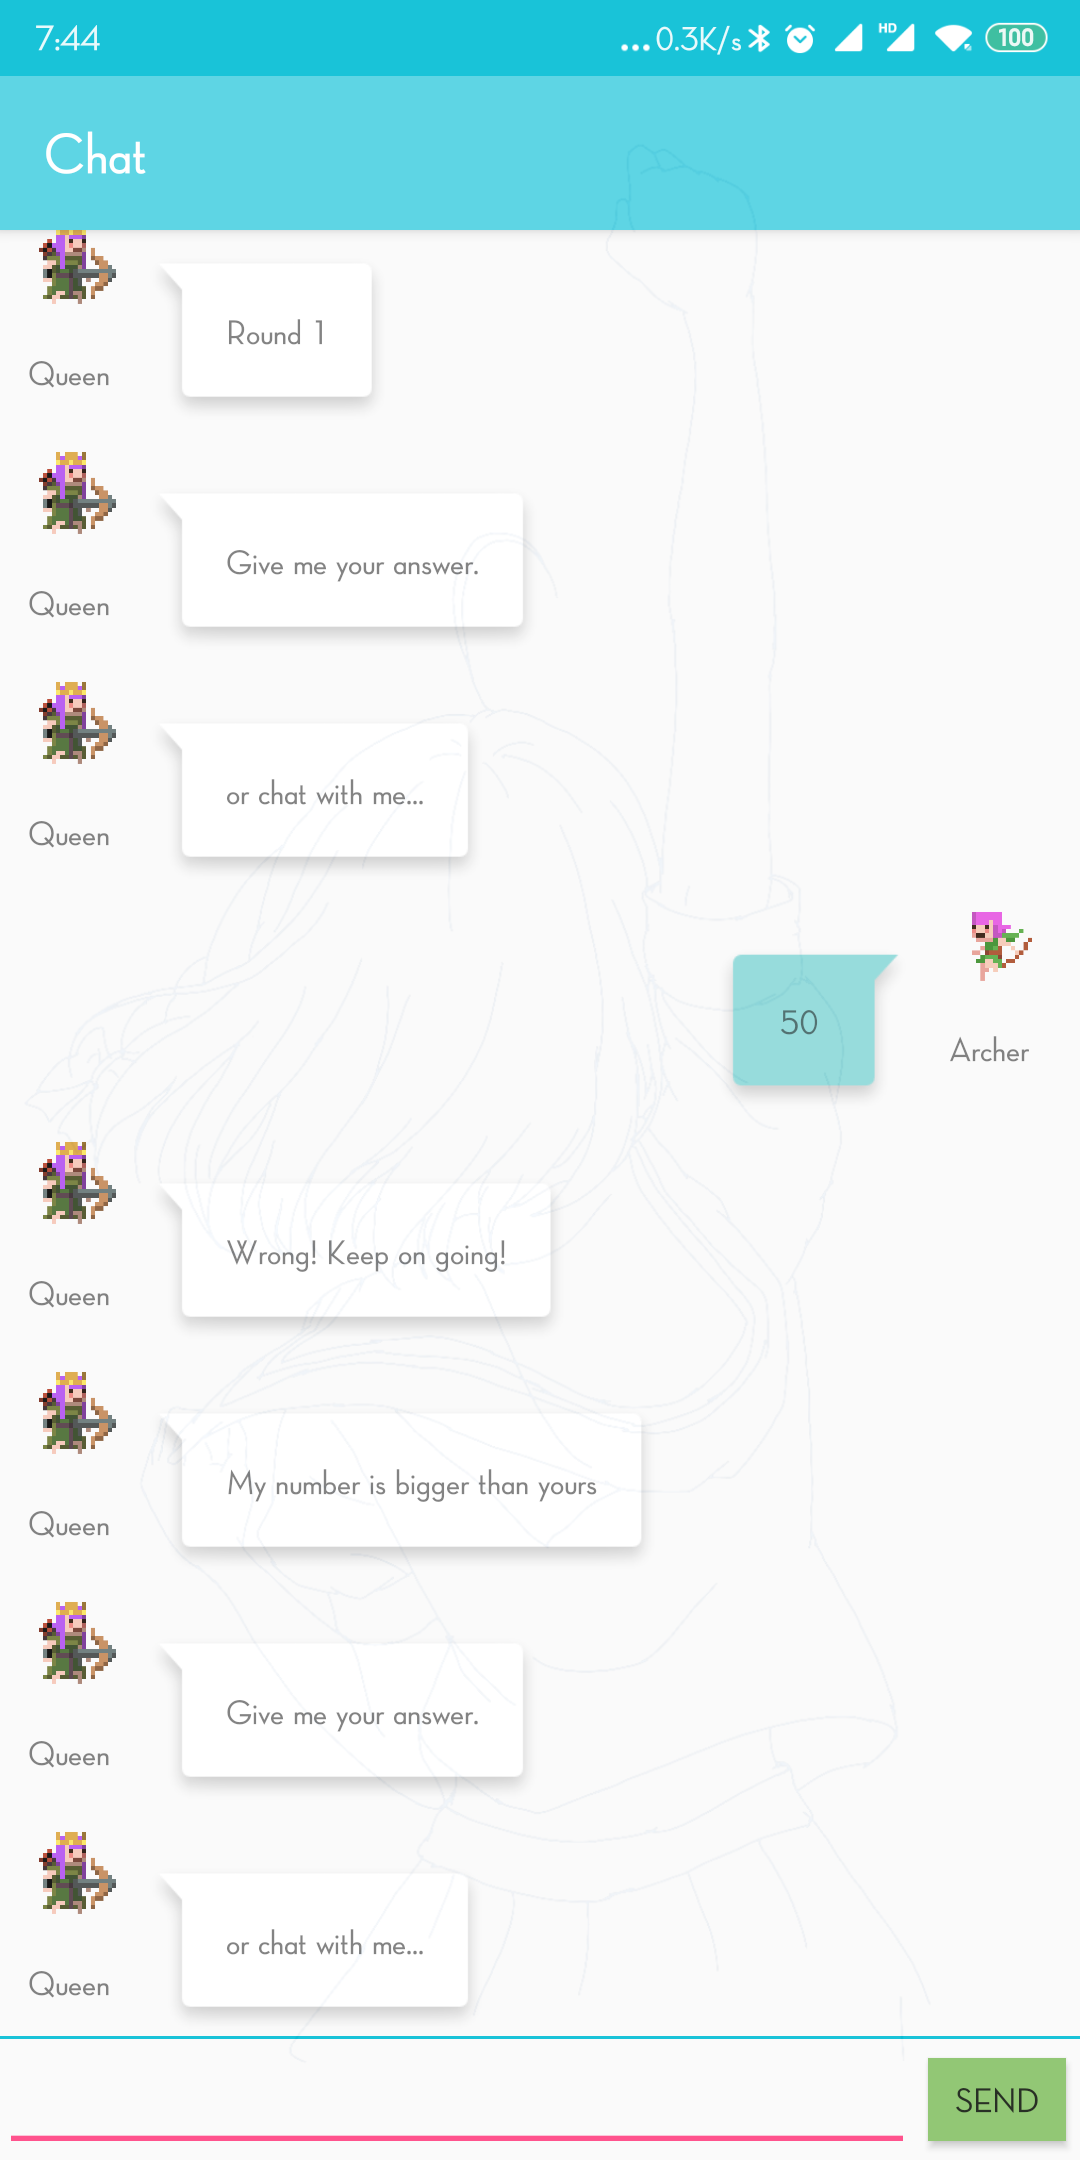 7:44
...0.3K/s
HD
100
Chat
Round 1
Queen
Give me your answer.
Queen
or chat with me...
Queen
50
Archer
Wrong! Keep on going!
Queen
My number is bigger than yours
Queen
Give me your answer.
Queen
or chat with me...
Queen
SEND